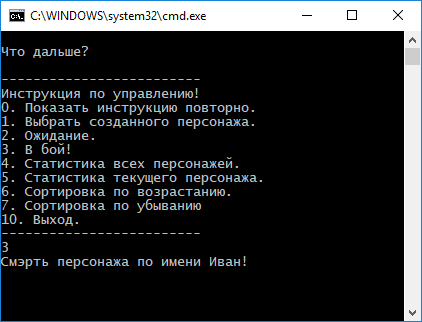 C:\WINDOWS\system32\cmd.exe
Что дальше?
-------------------------
Инструкция по управлению!
0. Показать инструкцию повторно.
1. Выбрать созданного персонажа.
2. Ожидание.
3. В бой!
4. Статистика всех персонажей.
5. Статистика текущего персонажа.
6. Сортировка по возрастанию.
7. Сортировка по убыванию
10. Выход.
-------------------------
3
Смэрть персонажа по имени Иван!